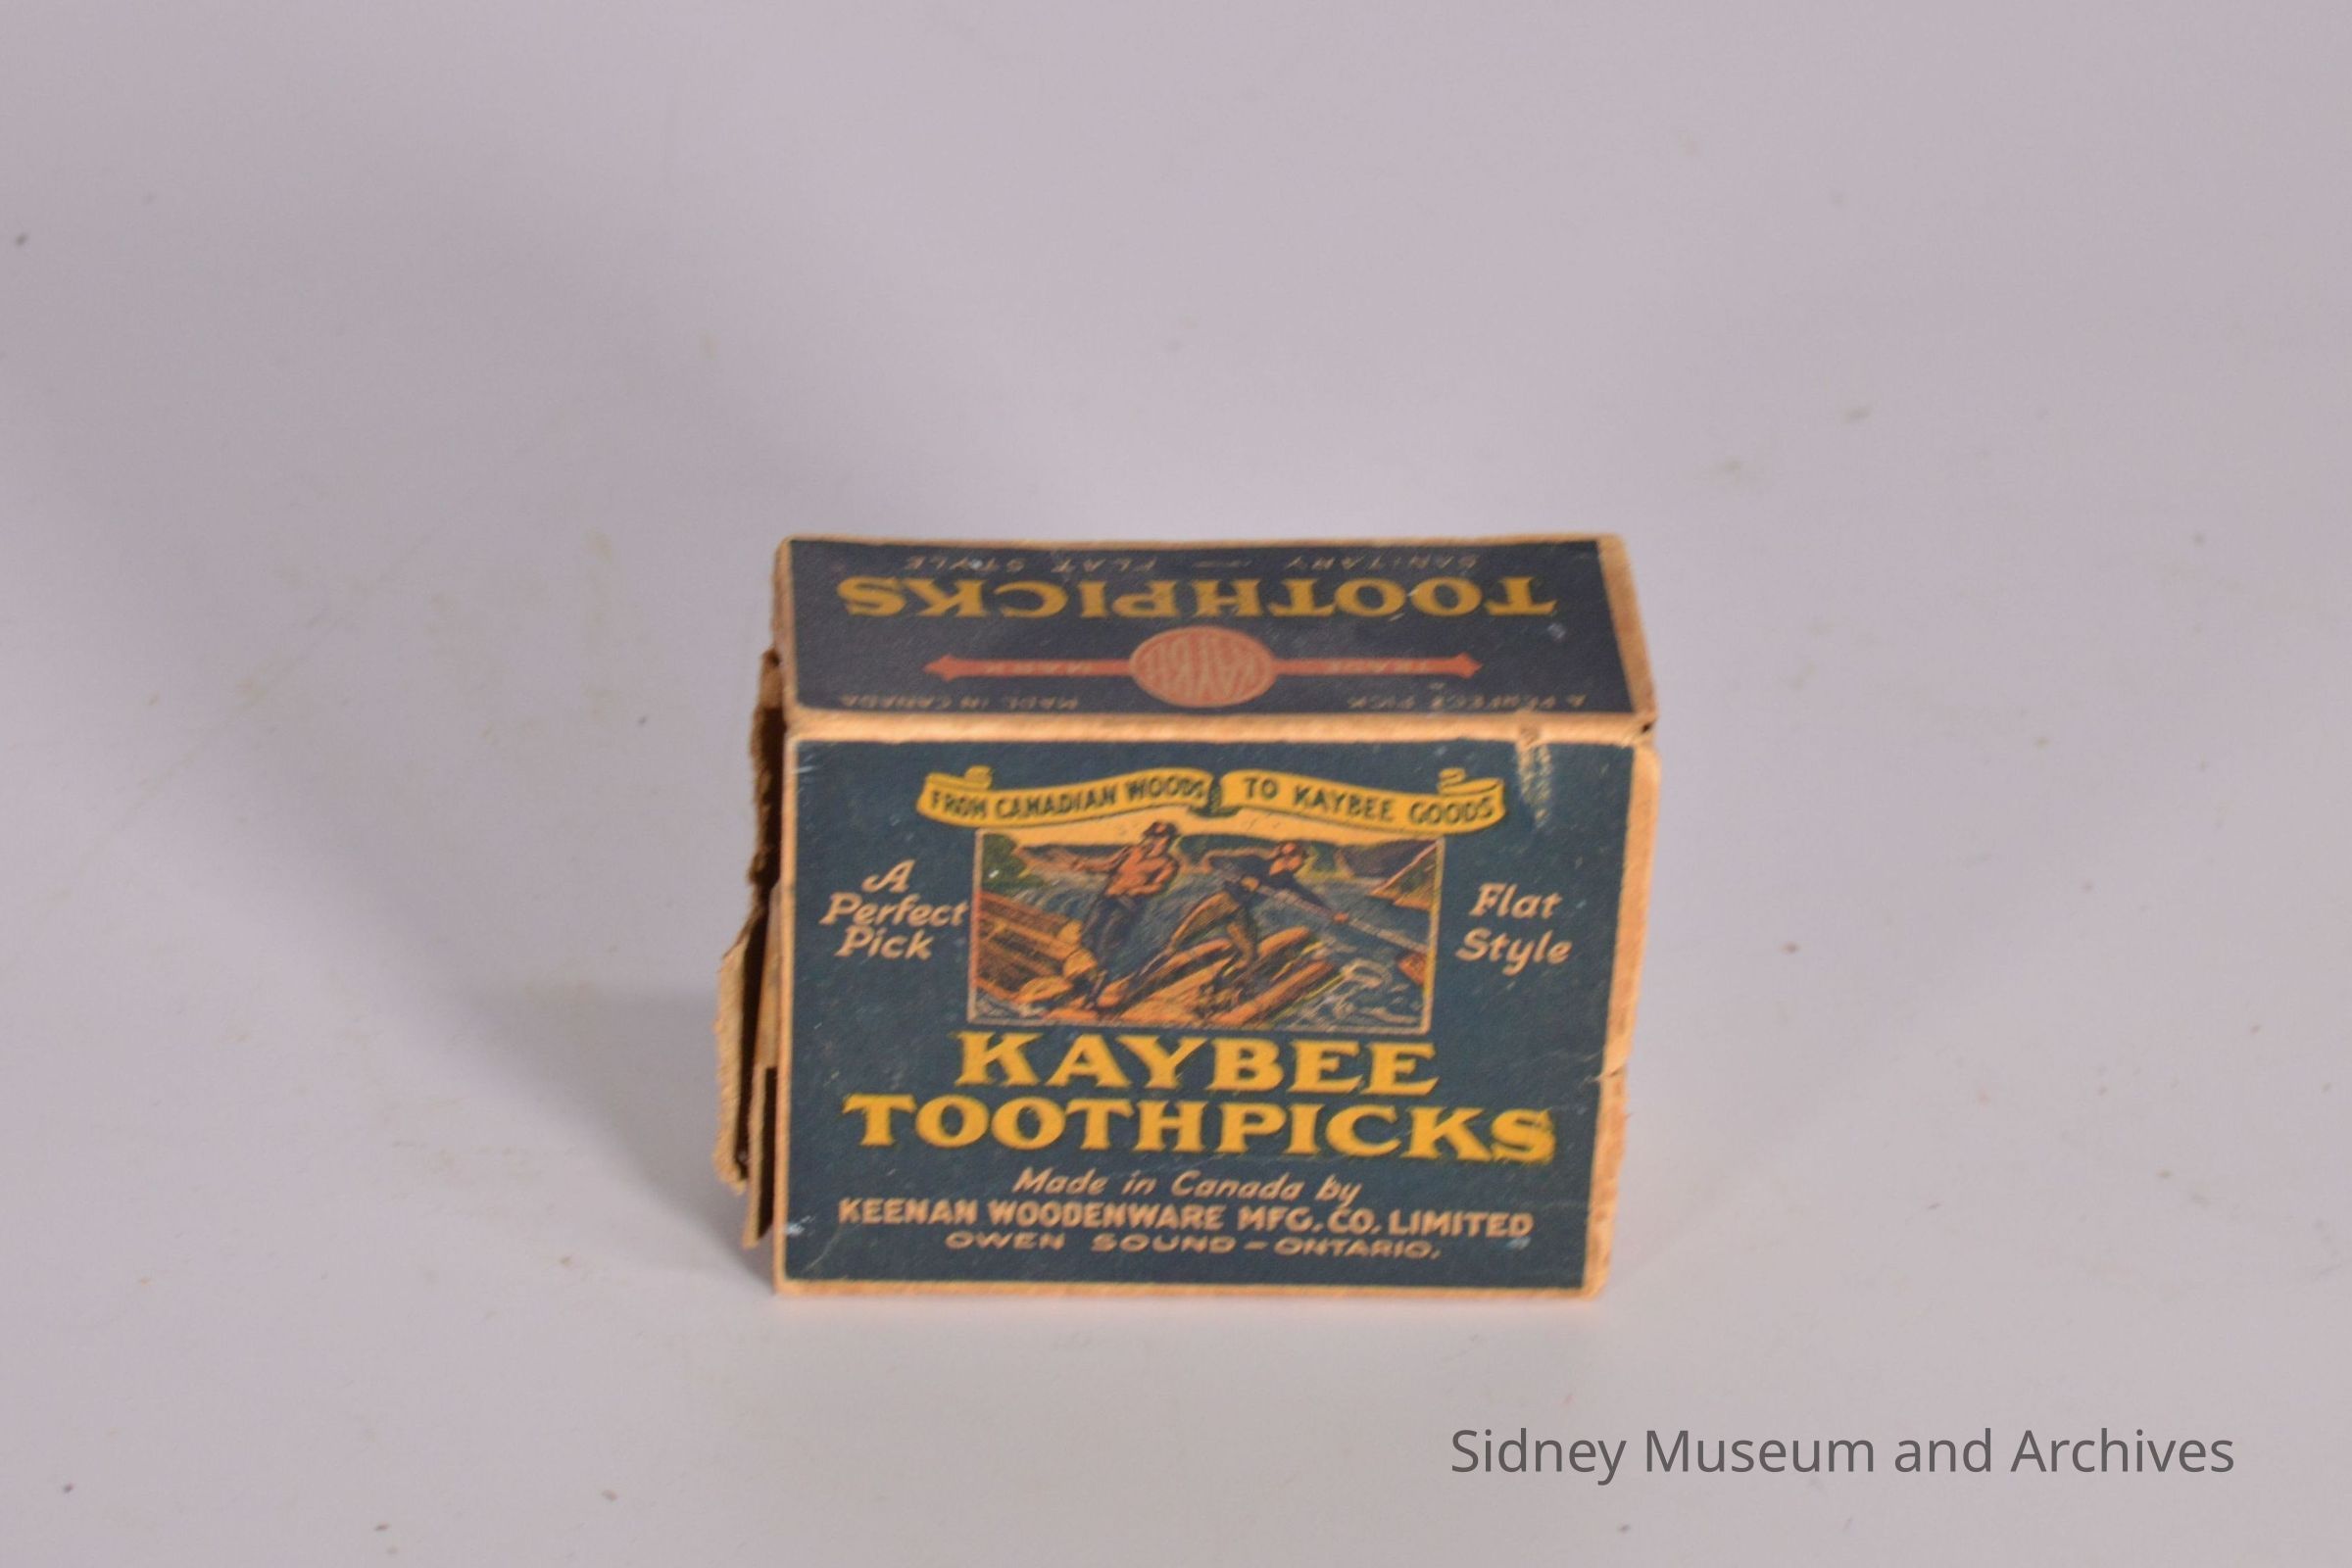 SANITARY — FLAT STYLE
TOOTHPICKS
TRADE KAYBEE MARK
A PERFECT PICK MADE IN CANADA
FROM CANADIAN WOODS TO KAYBEE GOODS
A
Perfect
Pick
Flat
Style
KAYBEE
TOOTHPICKS
Made in Canada by
KEENAN WOODENWARE MFG. CO. LIMITED
OWEN SOUND – ONTARIO.
Sidney Museum and Archives